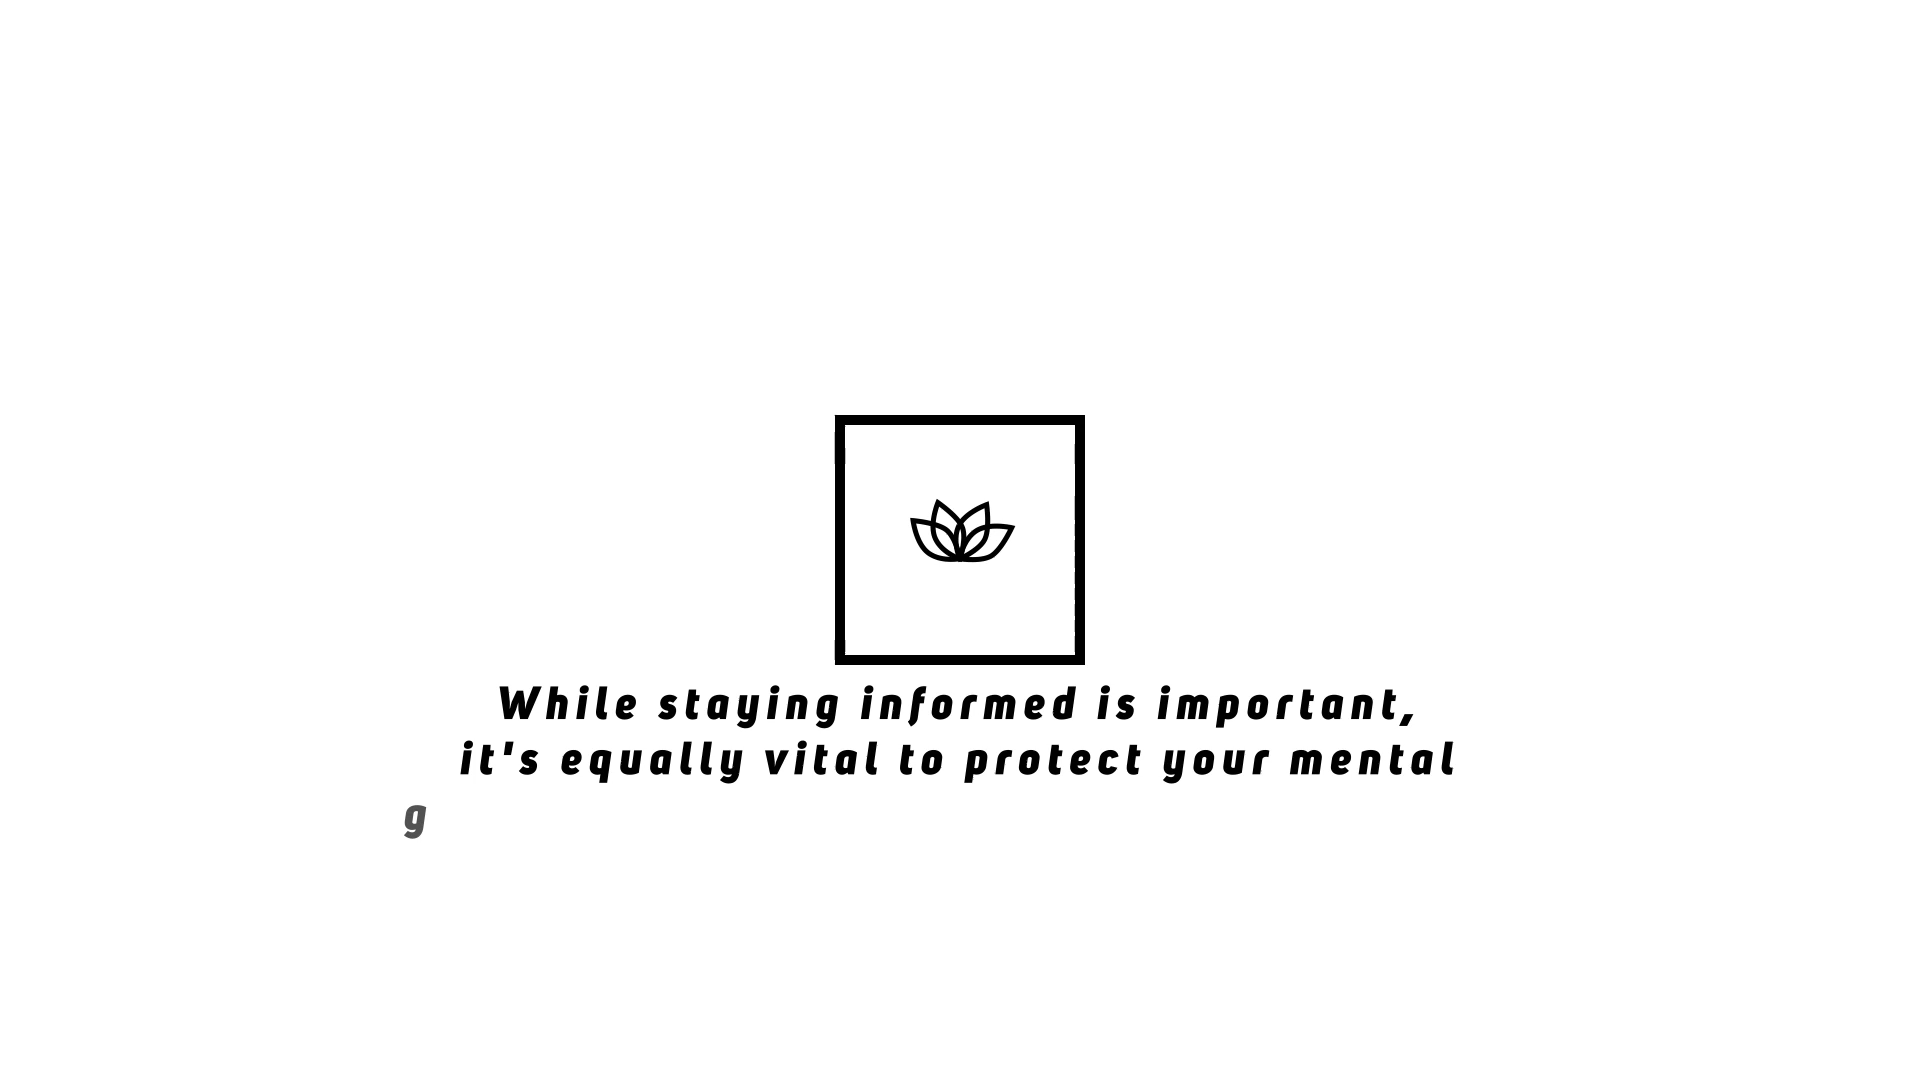 While staying informed is important,
it's equally vital to protect your mental
g